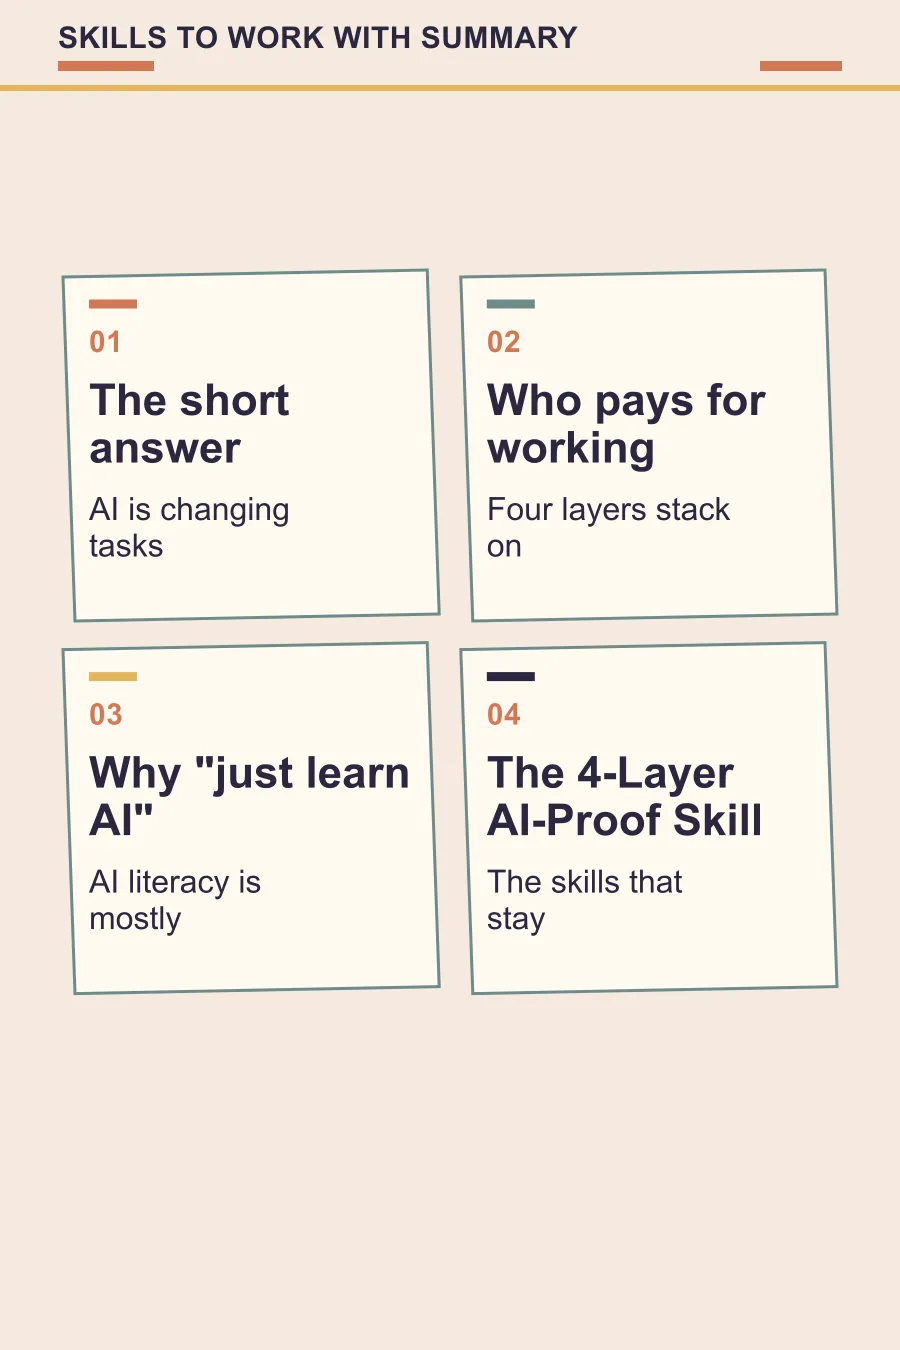 SKILLS TO WORK WITH SUMMARY
01
The short
answer
AI is changing
tasks
02
Who pays for
working
Four layers stack
on
03
Why "just learn
AI"
AI literacy is
mostly
04
The 4-Layer
AI-Proof Skill
The skills that
stay